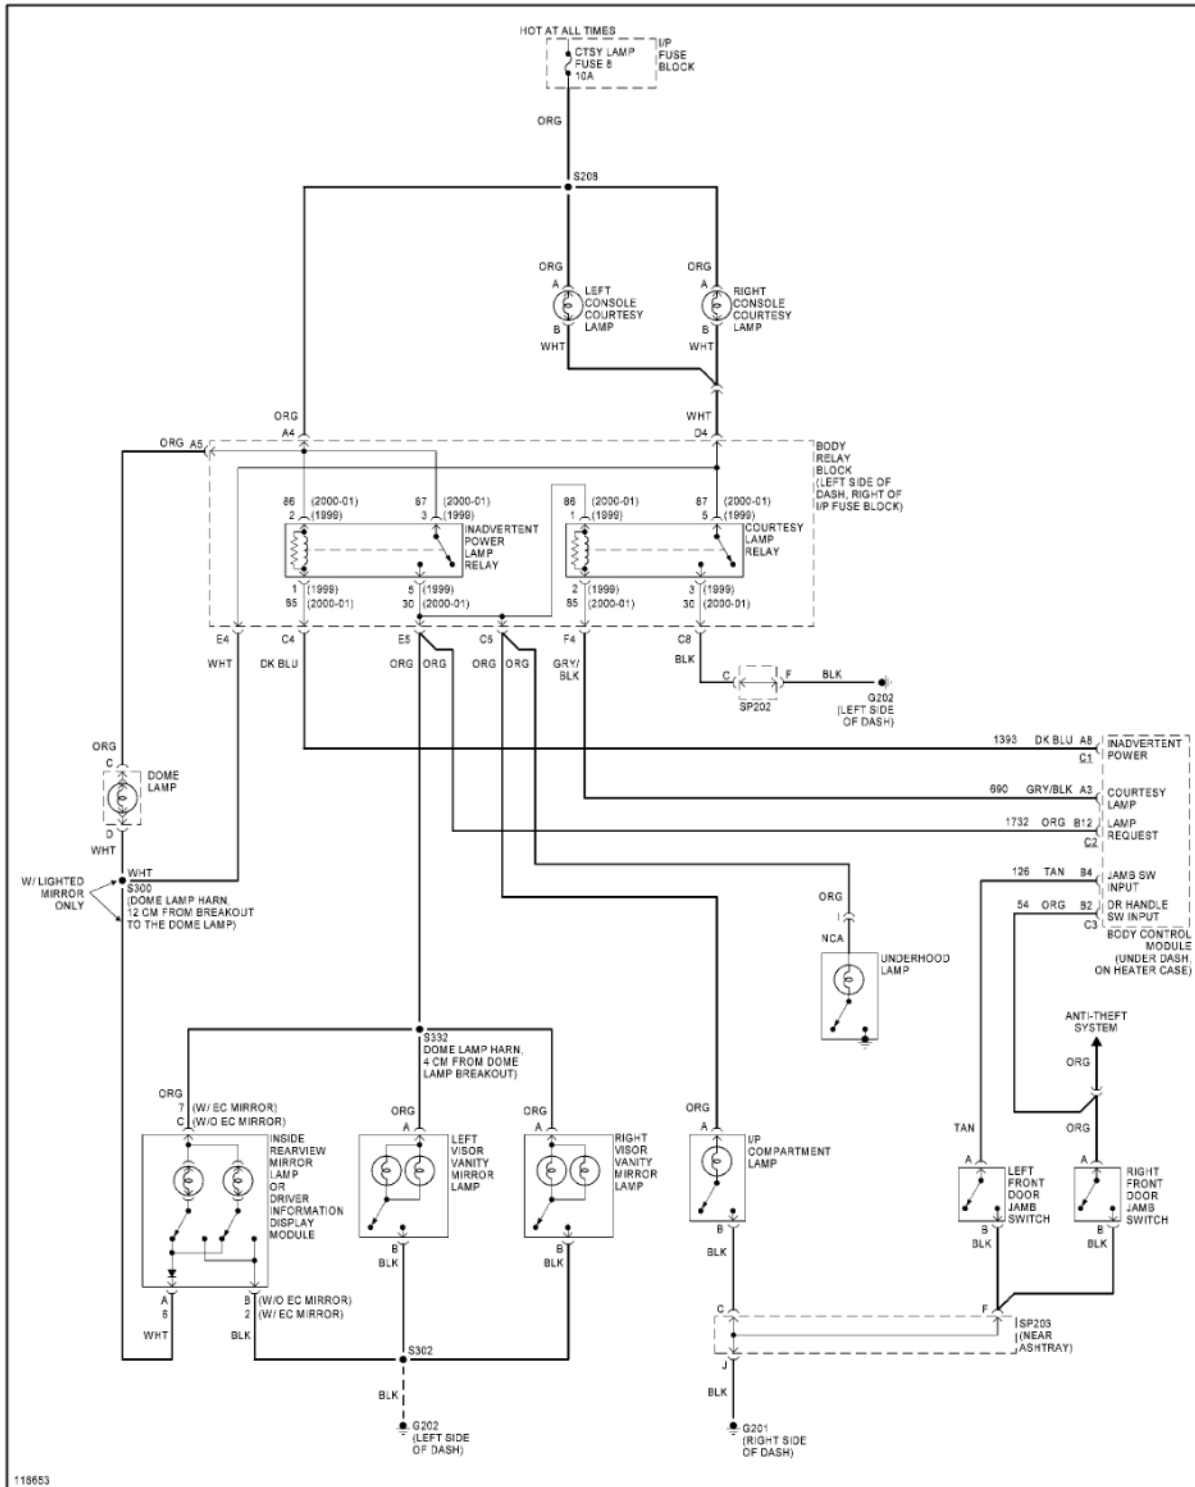 HOT AT ALL TIMES
CTSY LAMP
FUSE 8
10A
I/P
FUSE
BLOCK
ORG
S208
ORG
ORG
A
LEFT
CONSOLE
COURTESY
LAMP
A
RIGHT
CONSOLE
COURTESY
LAMP
B
B
WHT
WHT
ORG
WHT
A4
D4
ORG A5
BODY
RELAY
BLOCK
(LEFT SIDE OF
DASH, RIGHT OF
I/P FUSE BLOCK)
86 (2000-01)
2 (1999)
87 (2000-01)
3 (1999)
86 (2000-01)
1 (1999)
87 (2000-01)
5 (1999)
INADVERTENT
POWER
LAMP
RELAY
COURTESY
LAMP
RELAY
1 (1999)
85 (2000-01)
5 (1999)
30 (2000-01)
2 (1999)
85 (2000-01)
3 (1999)
30 (2000-01)
E4
C4
E5
C5
F4
C8
WHT
DK BLU
ORG
ORG
ORG
ORG
GRY/
BLK
BLK
C
F
BLK
SP202
G202
(LEFT SIDE
OF DASH)
1393 DK BLU A8
C1
INADVERTENT
POWER
690 GRY/BLK A3
COURTESY
LAMP
1732 ORG B12
C2
LAMP
REQUEST
126 TAN B4
JAMB SW
INPUT
54 ORG B2
C3
DR HANDLE
SW INPUT
BODY CONTROL
MODULE
(UNDER DASH,
ON HEATER CASE)
ORG
C
DOME
LAMP
D
WHT
WHT
W/ LIGHTED
MIRROR
ONLY
S300
(DOME LAMP HARN,
12 CM FROM BREAKOUT
TO THE DOME LAMP)
ORG
I
NCA
UNDERHOOD
LAMP
ANTI-THEFT
SYSTEM
ORG
S332
DOME LAMP HARN,
4 CM FROM DOME
LAMP BREAKOUT)
ORG
7 (W/ EC MIRROR)
C (W/O EC MIRROR)
ORG
A
ORG
A
ORG
A
TAN
A
ORG
A
INSIDE
REARVIEW
MIRROR
LAMP
OR
DRIVER
INFORMATION
DISPLAY
MODULE
LEFT
VISOR
VANITY
MIRROR
LAMP
RIGHT
VISOR
VANITY
MIRROR
LAMP
I/P
COMPARTMENT
LAMP
LEFT
FRONT
DOOR
JAMB
SWITCH
RIGHT
FRONT
DOOR
JAMB
SWITCH
B
BLK
B
BLK
B
BLK
B
BLK
B
A
6
B (W/O EC MIRROR)
2 (W/ EC MIRROR)
WHT
BLK
C
F
SP203
(NEAR
ASHTRAY)
S302
J
BLK
BLK
G202
(LEFT SIDE
OF DASH)
G201
(RIGHT SIDE
OF DASH)
118653